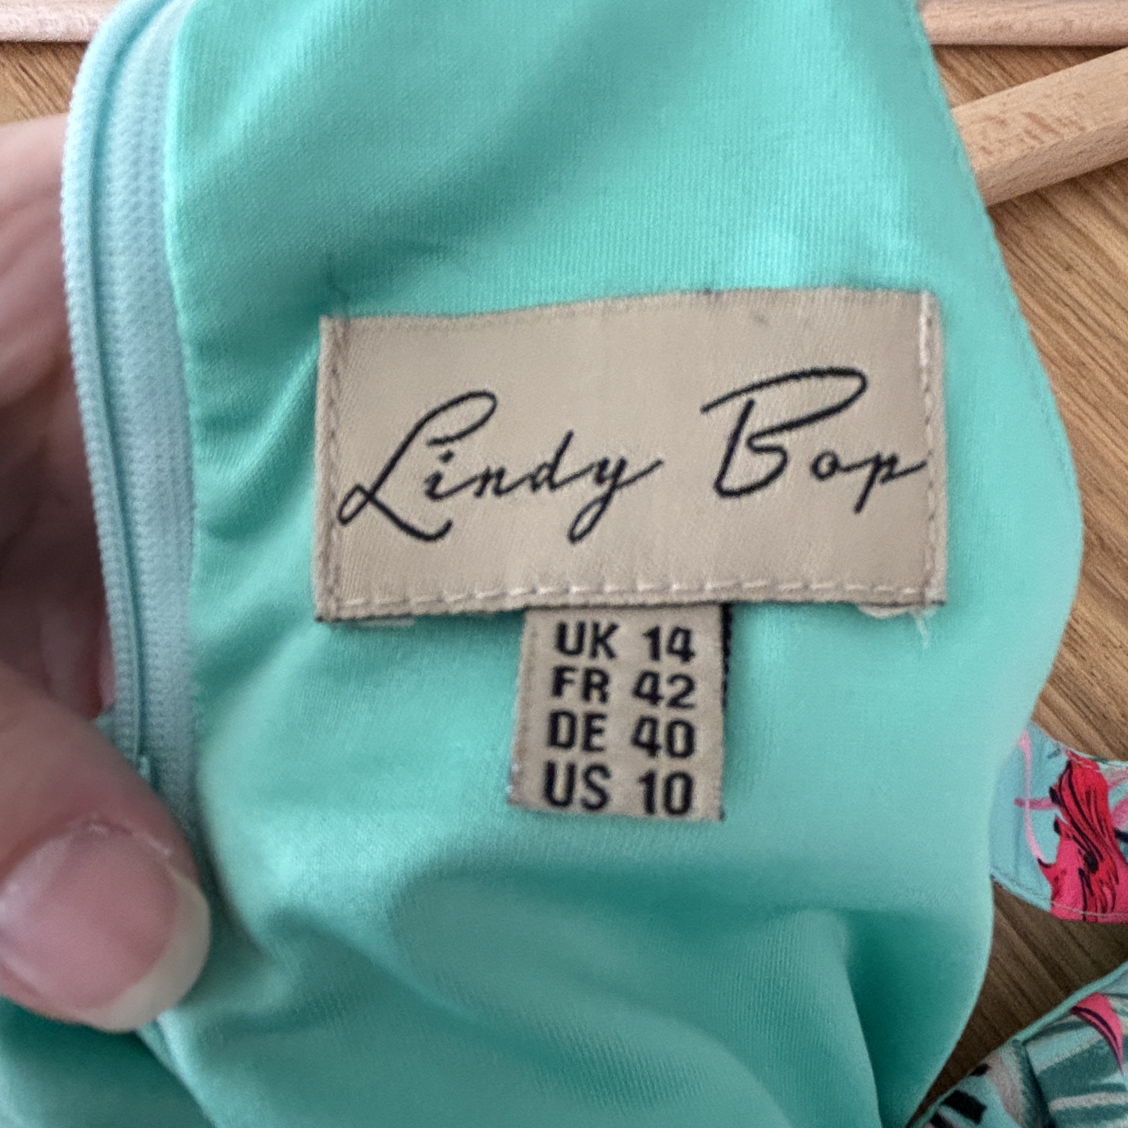 Lindy Bop
UK 14
FR 42
DE 40
US 10